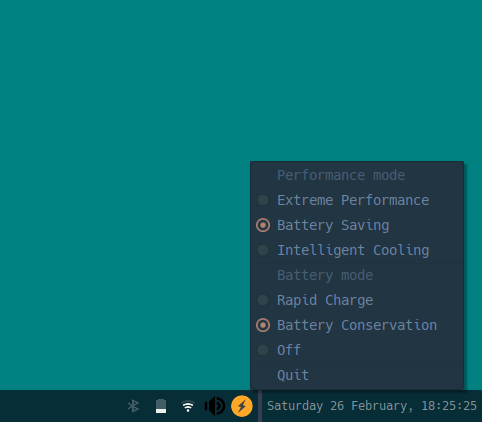 Performance mode
Extreme Performance
Battery Saving
Intelligent Cooling
Battery mode
Rapid Charge
Battery Conservation
Off
Quit
Saturday 26 February, 18:25:25